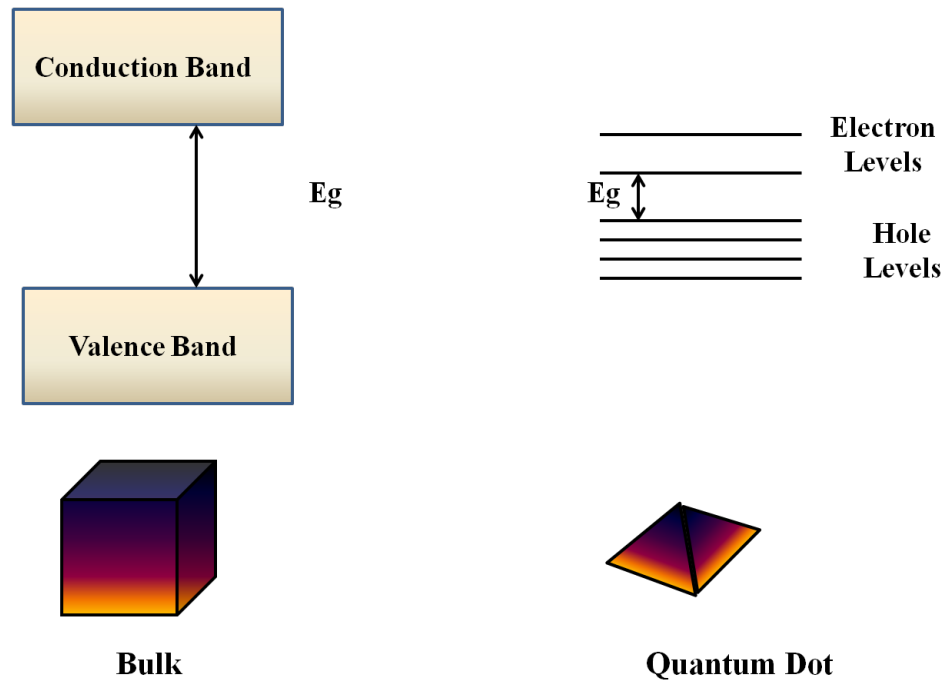 Conduction Band
Eg
Valence Band
Bulk
Electron
Levels
Eg
Hole
Levels
Quantum Dot